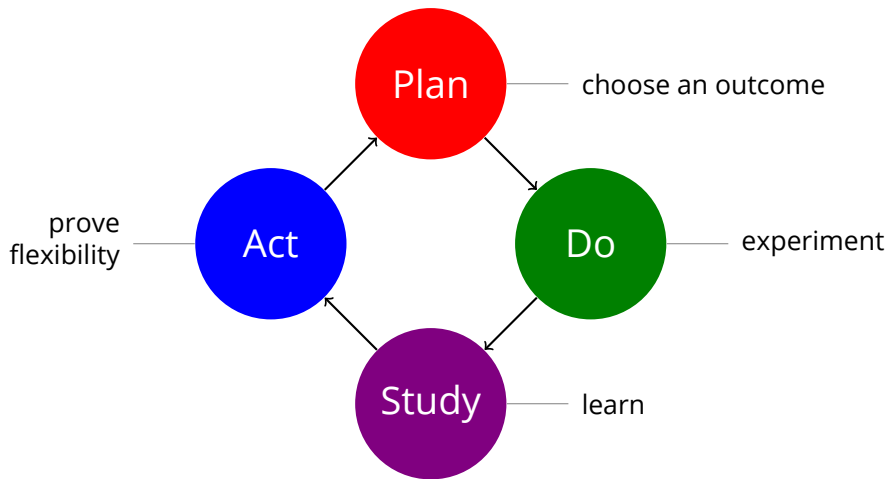 Plan
choose an outcome
prove
flexibility
Act
Do
experiment
Study
learn